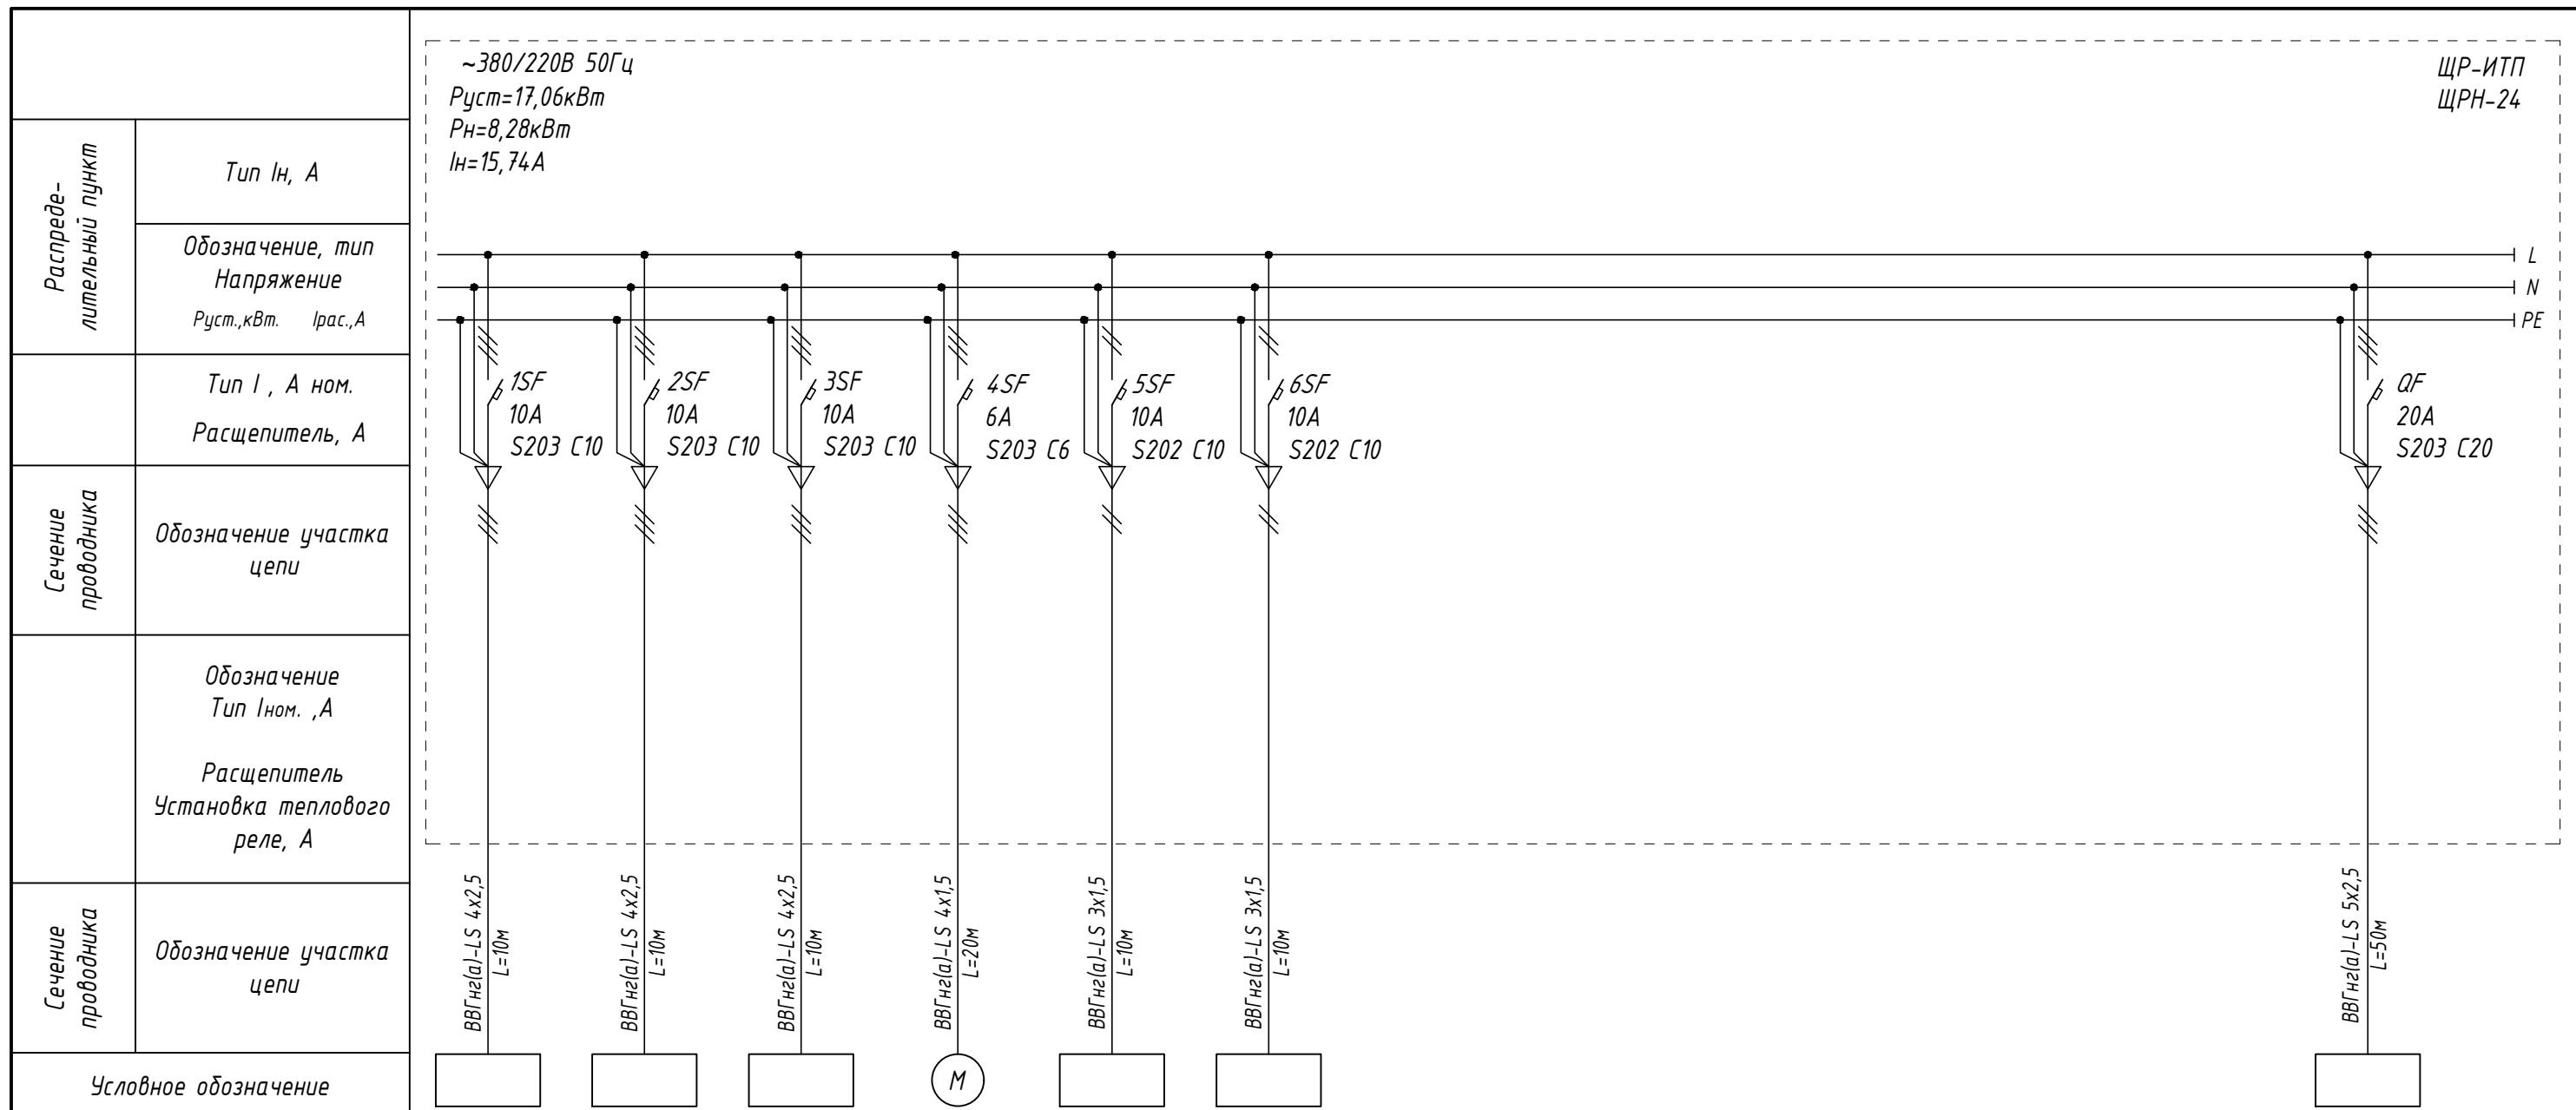 ~380/220В 50Гц
Руст=17,06кВт
Рн=8,28кВт
Iн=15,74А
ЩР-ИТП
ЩРН-24
Распреде-
лительный пункт
Тип Iн, А
Обозначение, тип
Напряжение
Руст.,кВт. Iрас.,А
L
N
PE
Тип I , А ном.
Расщепитель, А
1SF
10А
S203 C10
2SF
10А
S203 C10
3SF
10А
S203 C10
4SF
6А
S203 C6
5SF
10А
S202 C10
6SF
10А
S202 C10
QF
20А
S203 C20
Сечение
проводника
Обозначение участка
цепи
Обозначение
Тип Iном. ,А
Расщепитель
Установка теплового
реле, А
Сечение
проводника
Обозначение участка
цепи
ВВГнг(а)-LS 4х2,5
L=10м
ВВГнг(а)-LS 4х2,5
L=10м
ВВГнг(а)-LS 4х2,5
L=10м
ВВГнг(а)-LS 4х1,5
L=20м
ВВГнг(а)-LS 3х1,5
L=10м
ВВГнг(а)-LS 3х1,5
L=10м
ВВГнг(а)-LS 5х2,5
L=50м
Условное обозначение
М